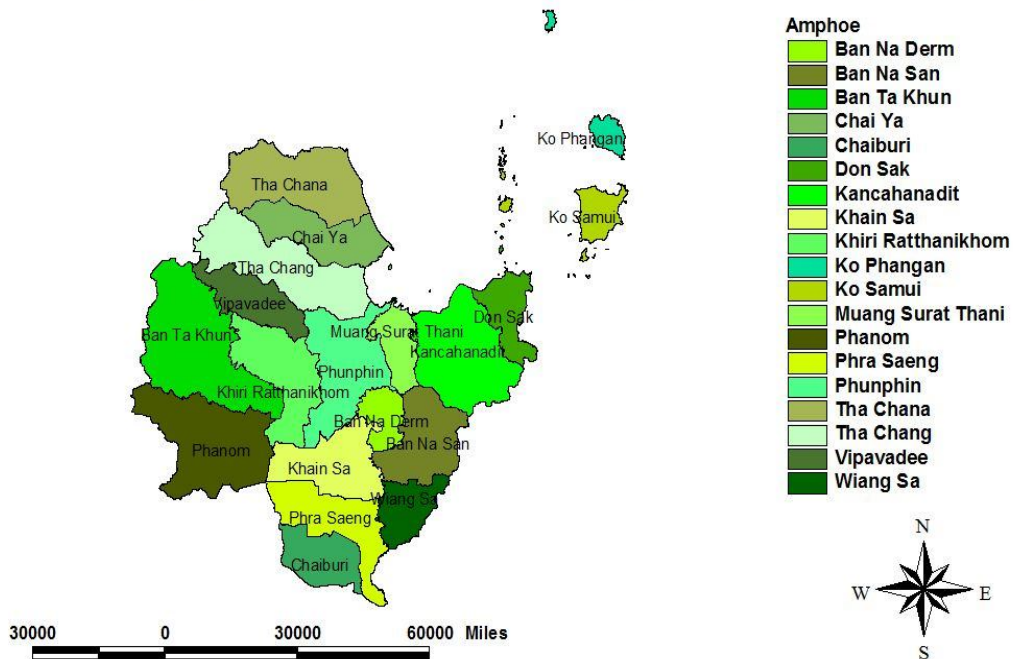 Amphoe
Ban Na Derm
Ban Na San
Ban Ta Khun
Chai Ya
Chaiburi
Don Sak
Kancahanadit
Khain Sa
Khiri Ratthanikhom
Ko Phangan
Ko Samui
Muang Surat Thani
Phanom
Phra Saeng
Phunphin
Tha Chana
Tha Chang
Vipavadee
Wiang Sa
Ko Phangan
Tha Chana
Ko Samui
Chai Ya
Tha Chang
Vipavadee
Don Sak
Ban Ta Khun
Muang Surat Thani
Kancahanadit
Phunphin
Khiri Ratthanikhom
Ban Na Derm
Ban Na San
Phanom
Khain Sa
Wiang Sa
Phra Saeng
Chaiburi
N
W E
S
30000 0 30000 60000 Miles